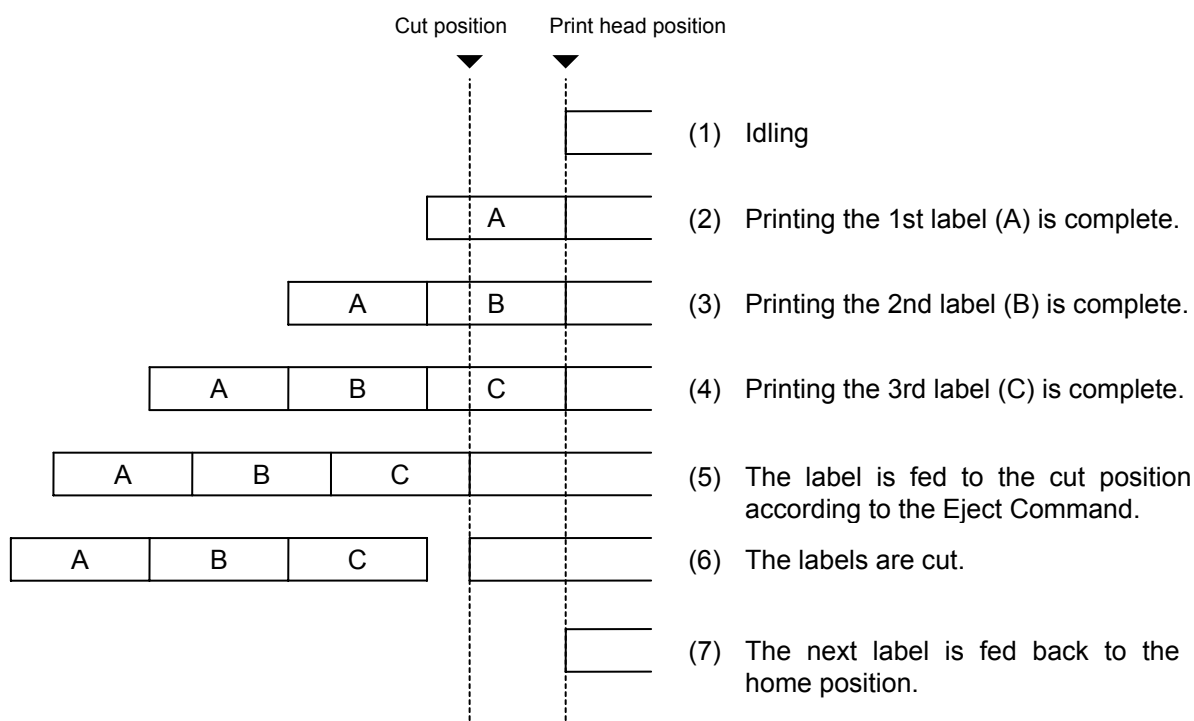 Cut position Print head position
(1) Idling
A (2) Printing the 1st label (A) is complete.
A B (3) Printing the 2nd label (B) is complete.
A B C (4) Printing the 3rd label (C) is complete.
A B C (5) The label is fed to the cut position
according to the Eject Command.
A B C (6) The labels are cut.
(7) The next label is fed back to the
home position.